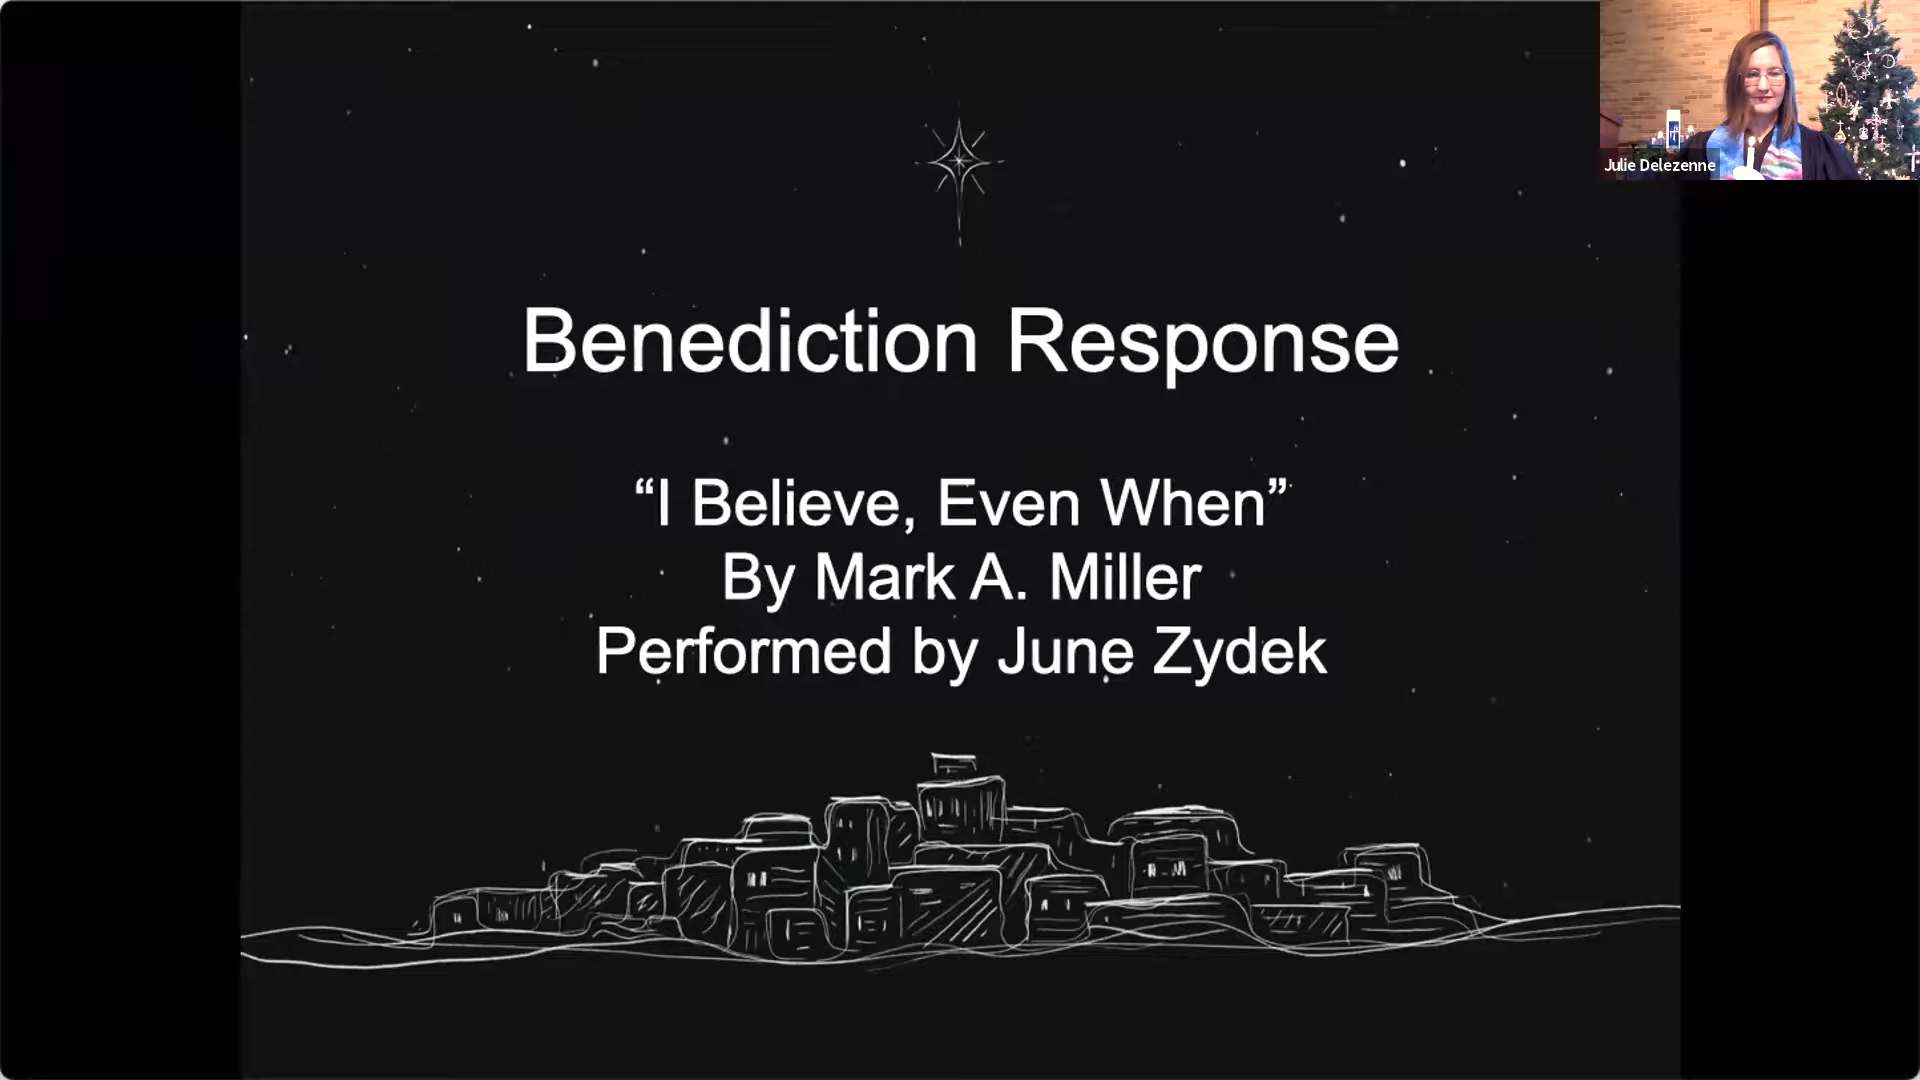 Benediction Response
“I Believe, Even When”
By Mark A. Miller
Performed by June Zydek
Julie Delezenne